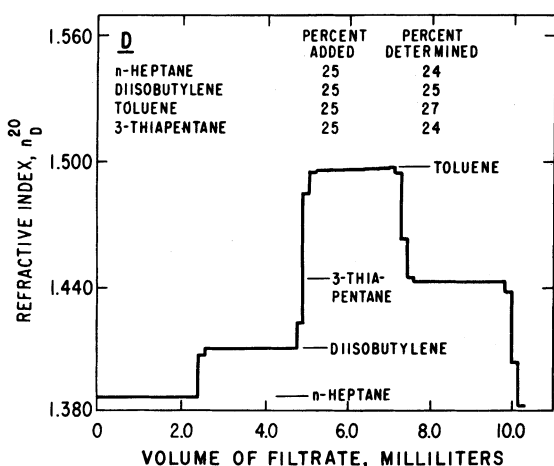 D
PERCENT ADDED
PERCENT DETERMINED
n-HEPTANE 25 24
DIISOBUTYLENE 25 25
TOLUENE 25 27
3-THIAPENTANE 25 24
1.560
1.500
1.440
1.380
REFRACTIVE INDEX, n20D
TOLUENE
3-THIA-
PENTANE
DIISOBUTYLENE
n-HEPTANE
0 2.0 4.0 6.0 8.0 10.0
VOLUME OF FILTRATE, MILLILITERS